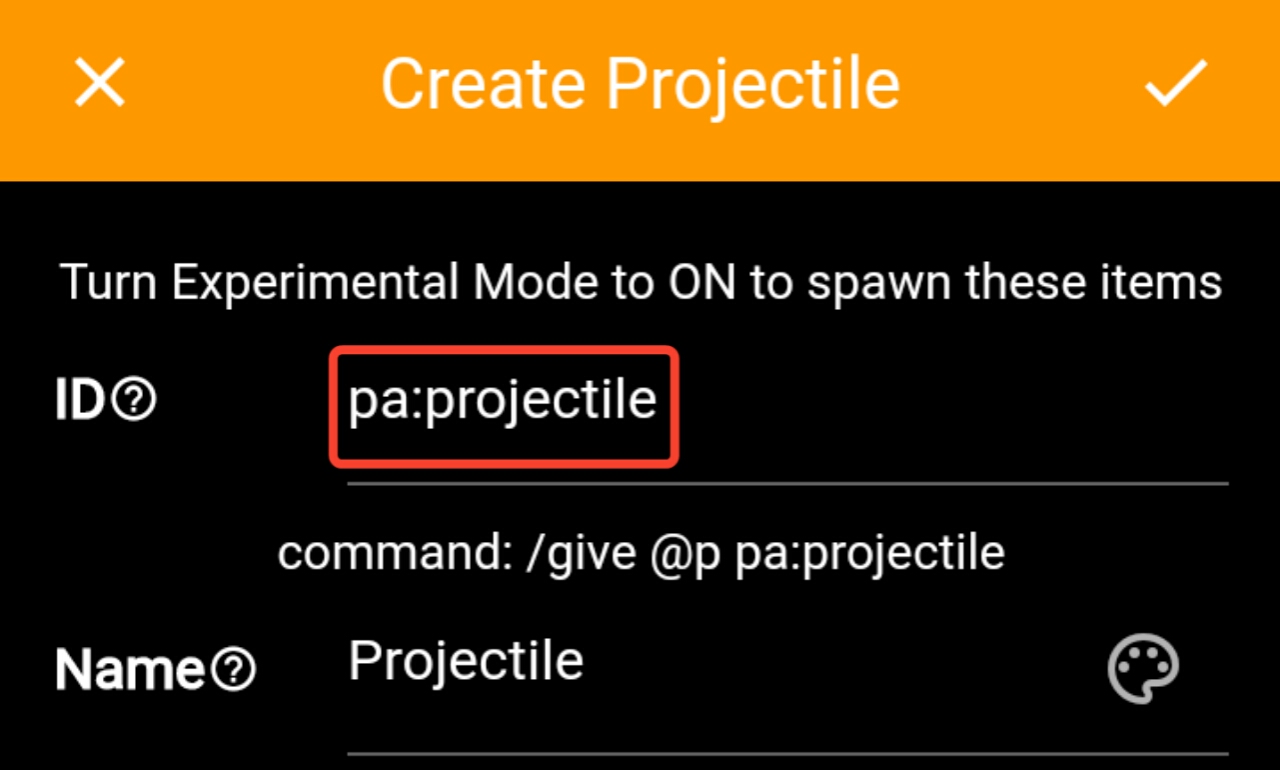 Create Projectile
Turn Experimental Mode to ON to spawn these items
ID
pa:projectile
command: /give @p pa:projectile
Name
Projectile